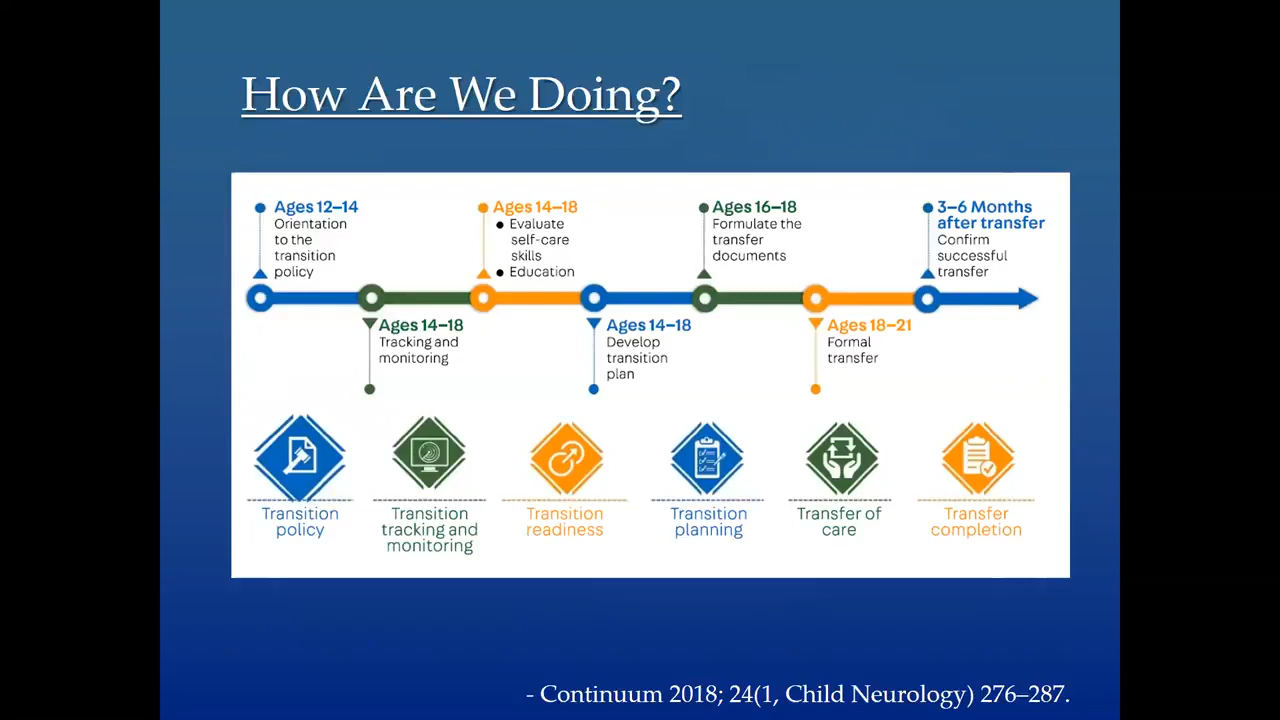 How Are We Doing?
Ages 12–14
Orientation
to the
transition
policy
Ages 14–18
● Evaluate
self-care
skills
● Education
Ages 16–18
Formulate the
transfer
documents
3–6 Months
after transfer
Confirm
successful
transfer
Ages 14–18
Tracking and
monitoring
Ages 14–18
Develop
transition
plan
Ages 18–21
Formal
transfer
Transition
policy
Transition
tracking and
monitoring
Transition
readiness
Transition
planning
Transfer of
care
Transfer
completion
- Continuum 2018; 24(1, Child Neurology) 276–287.